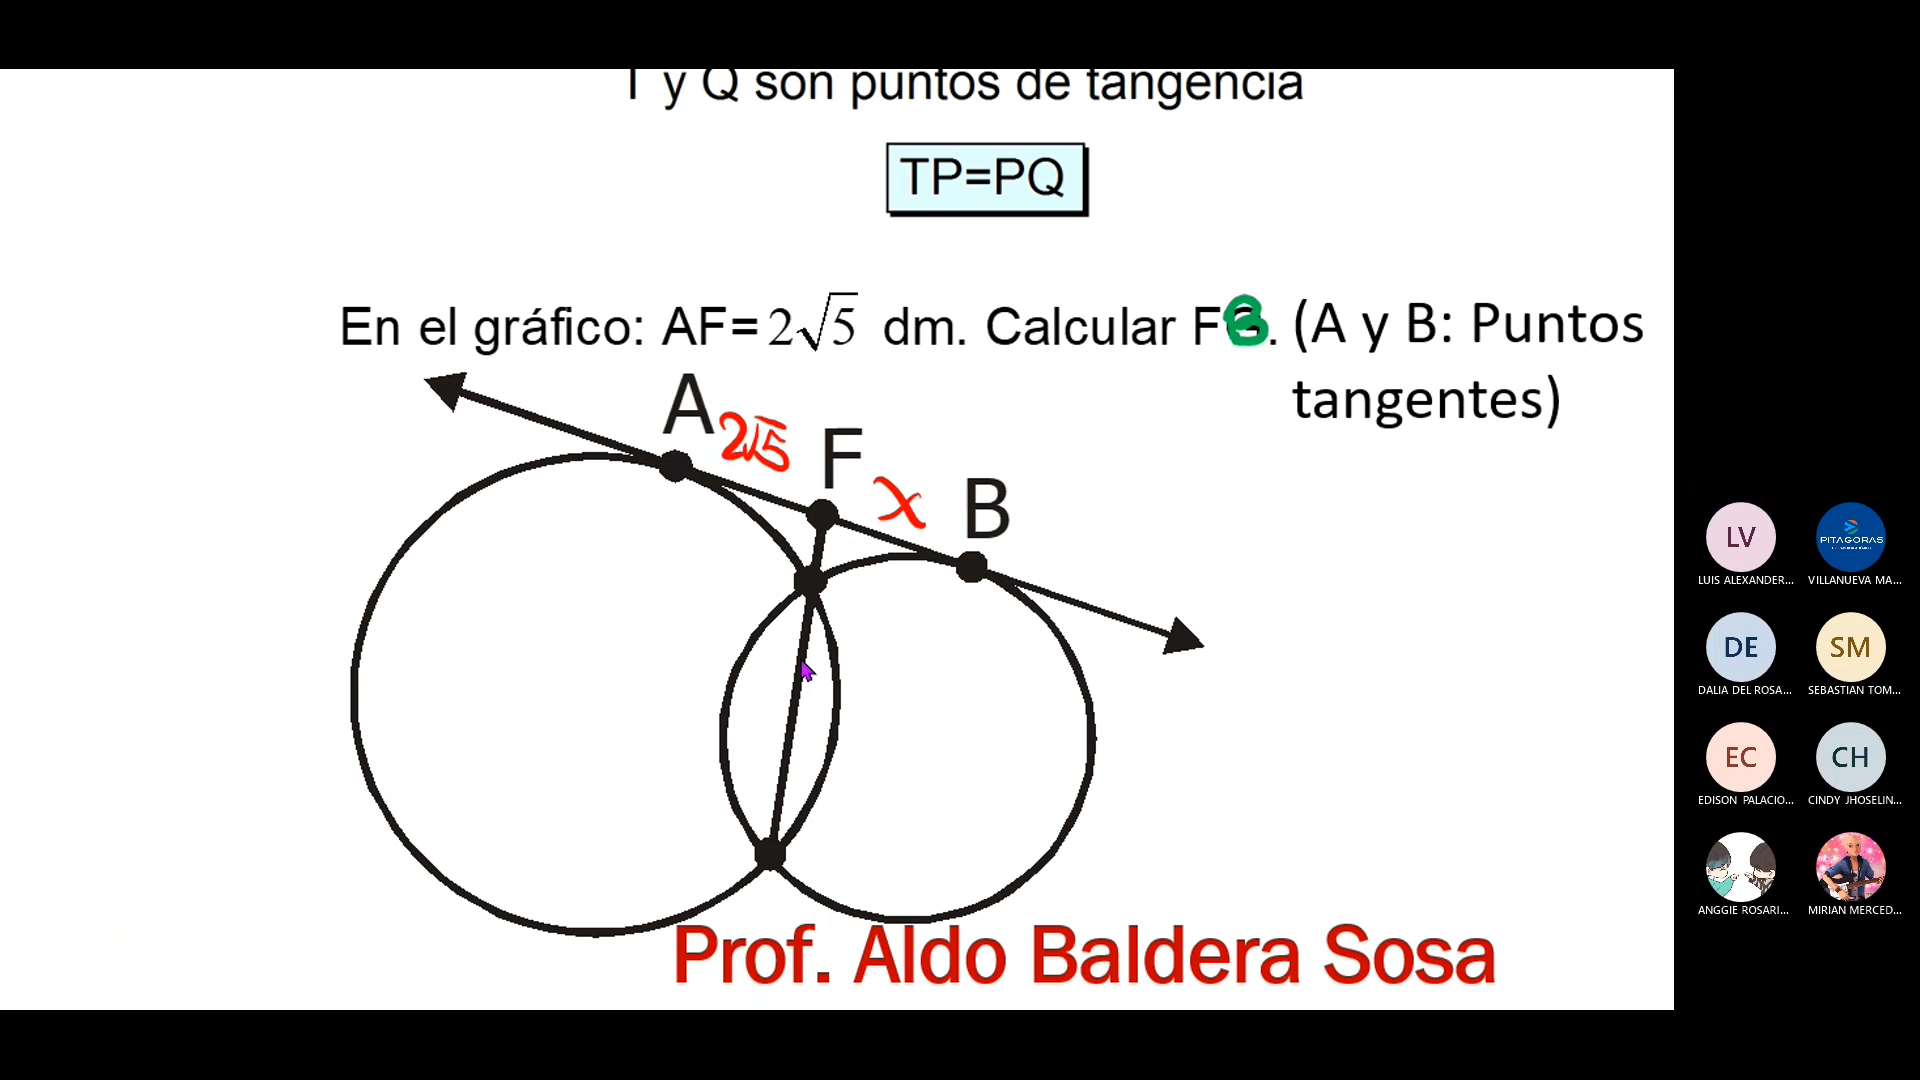 T y Q son puntos de tangencia
TP=PQ
En el gráfico: AF=2√5 dm. Calcular FB. (A y B: Puntos
tangentes)
A
2√5
F
x
B
Prof. Aldo Baldera Sosa
LV
PITAGORAS
LUIS ALEXANDER...
VILLANUEVA MA...
DE
SM
DALIA DEL ROSA...
SEBASTIAN TOM...
EC
CH
EDISON PALACIO...
CINDY JHOSELIN...
ANGGIE ROSARI...
MIRIAN MERCED...